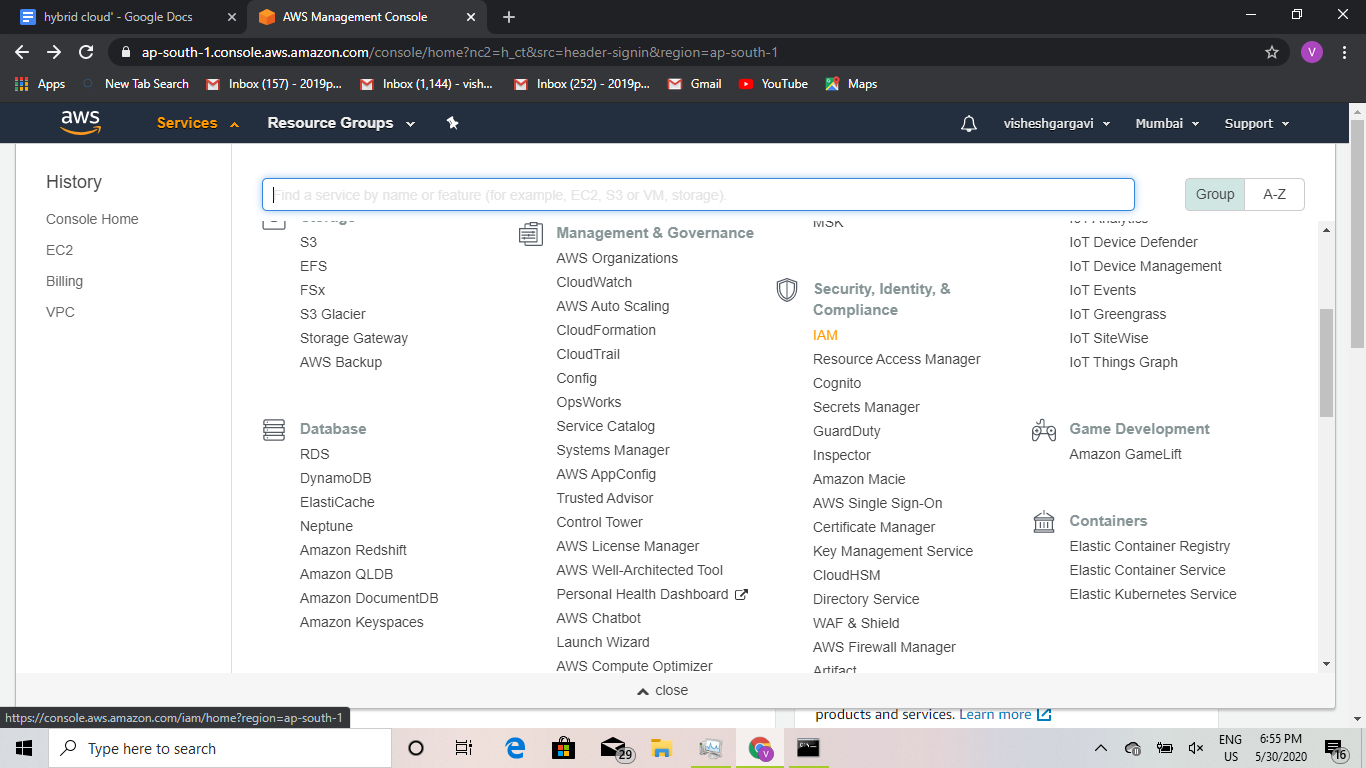 hybrid cloud' - Google Docs
AWS Management Console
ap-south-1.console.aws.amazon.com/console/home?nc2=h_ct&src=header-signin&region=ap-south-1
V
Apps
New Tab Search
Inbox (157) - 2019p...
Inbox (1,144) - vish...
Inbox (252) - 2019p...
Gmail
YouTube
Maps
aws
Services
Resource Groups
visheshgargavi
Mumbai
Support
History
Console Home
EC2
Billing
VPC
Find a service by name or feature (for example, EC2, S3 or VM, storage).
Group
A-Z
Storage
S3
EFS
FSx
S3 Glacier
Storage Gateway
AWS Backup
Database
RDS
DynamoDB
ElastiCache
Neptune
Amazon Redshift
Amazon QLDB
Amazon DocumentDB
Amazon Keyspaces
Management & Governance
AWS Organizations
CloudWatch
AWS Auto Scaling
CloudFormation
CloudTrail
Config
OpsWorks
Service Catalog
Systems Manager
AWS AppConfig
Trusted Advisor
Control Tower
AWS License Manager
AWS Well-Architected Tool
Personal Health Dashboard
AWS Chatbot
Launch Wizard
AWS Compute Optimizer
MSK
Security, Identity, &
Compliance
IAM
Resource Access Manager
Cognito
Secrets Manager
GuardDuty
Inspector
Amazon Macie
AWS Single Sign-On
Certificate Manager
Key Management Service
CloudHSM
Directory Service
WAF & Shield
AWS Firewall Manager
Artifact
IoT Analytics
IoT Device Defender
IoT Device Management
IoT Events
IoT Greengrass
IoT SiteWise
IoT Things Graph
Game Development
Amazon GameLift
Containers
Elastic Container Registry
Elastic Container Service
Elastic Kubernetes Service
close
products and services. Learn more
https://console.aws.amazon.com/iam/home?region=ap-south-1
Type here to search
29
V
ENG
US
6:55 PM
5/30/2020
16